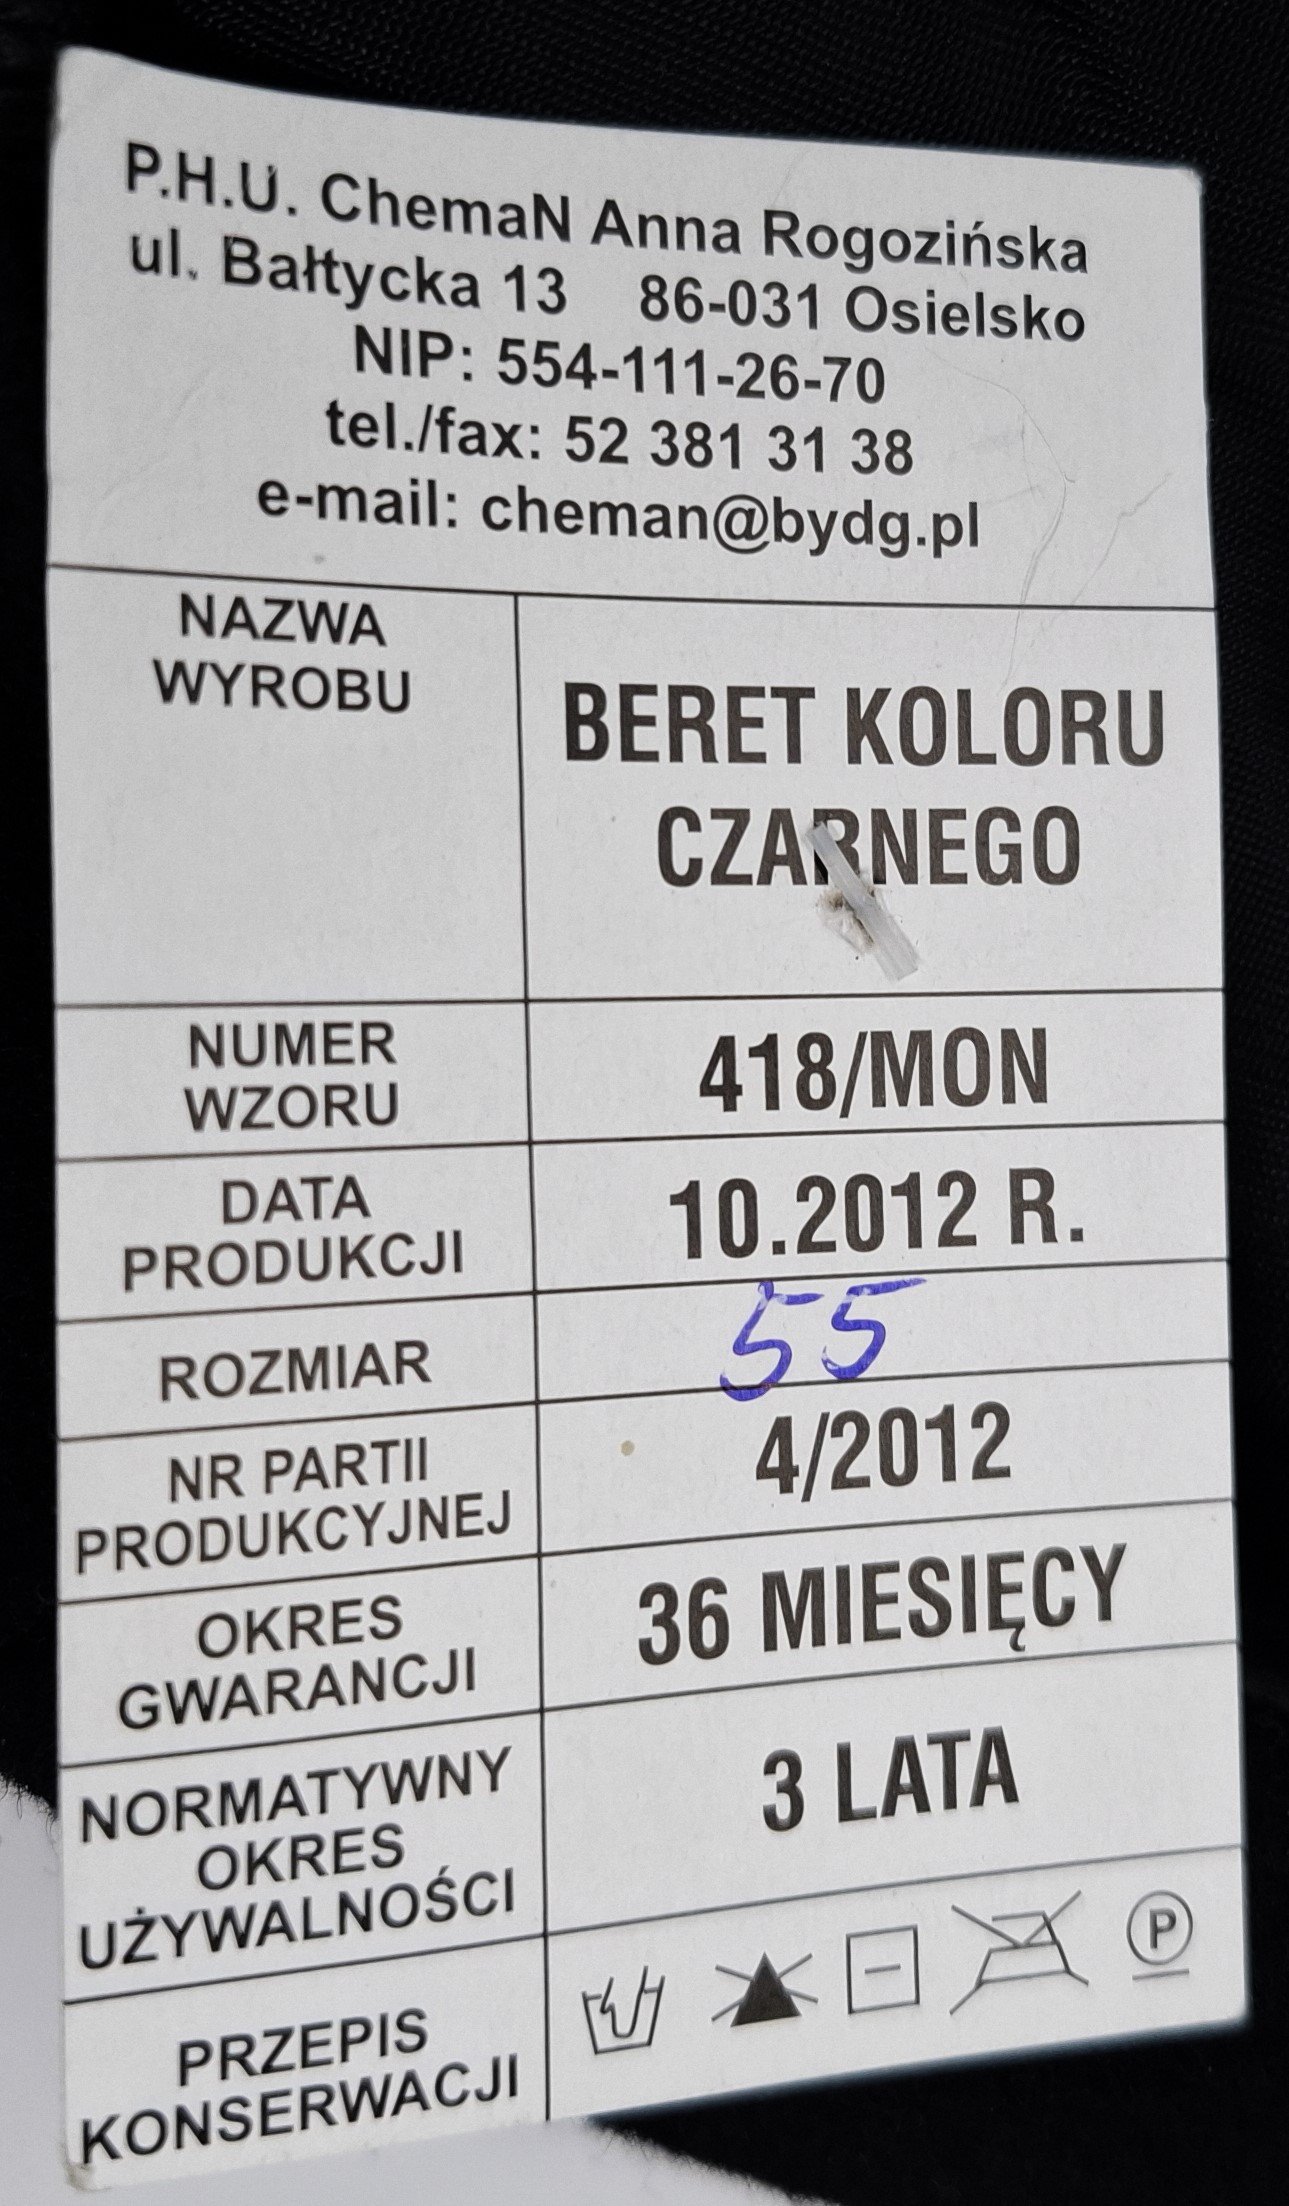 P.H.U. ChemaN Anna Rogozińska
ul. Bałtycka 13 86-031 Osielsko
NIP: 554-111-26-70
tel./fax: 52 381 31 38
e-mail: cheman@bydg.pl
NAZWA
WYROBU
BERET KOLORU
CZARNEGO
NUMER
WZORU
418/MON
DATA
PRODUKCJI
10.2012 R.
ROZMIAR
55
NR PARTII
PRODUKCYJNEJ
4/2012
OKRES
GWARANCJI
36 MIESIĘCY
NORMATYWNY
OKRES
UŻYWALNOŚCI
3 LATA
PRZEPIS
KONSERWACJI
P